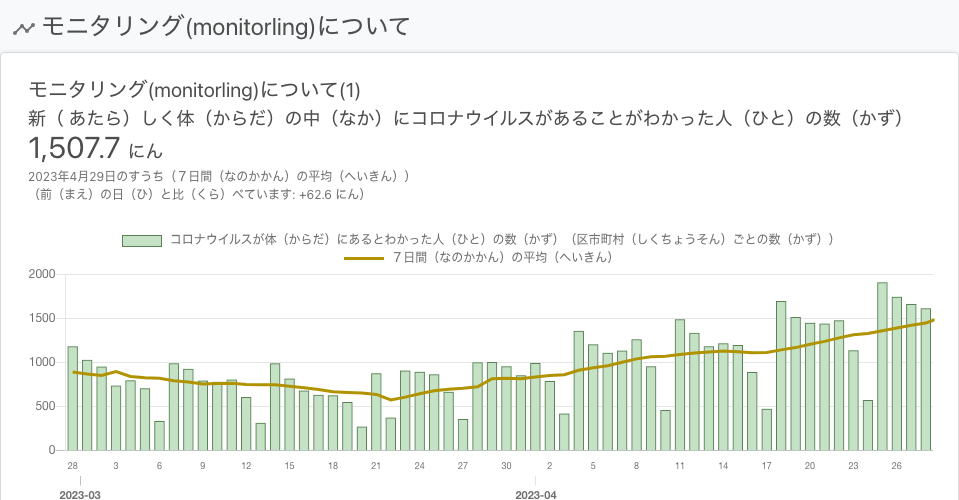 モニタリング(monitorling)について
モニタリング(monitorling)について(1)
新（ あたら）しく体（からだ）の中（なか）にコロナウイルスがあることがわかった人（ひと）の数（かず）
1,507.7 にん
2023年4月29日のすうち（７日間（なのかかん）の平均（へいきん））
（前（まえ）の日（ひ）と比（くら）べています: +62.6 にん）
コロナウイルスが体（からだ）にあるとわかった人（ひと）の数（かず）（区市町村（しくちょうそん）ごとの数（かず））
７日間（なのかかん）の平均（へいきん）
2000
1500
1000
500
0
28 3 6 9 12 15 18 21 24 27 30 2 5 8 11 14 17 20 23 26
2023-03 2023-04